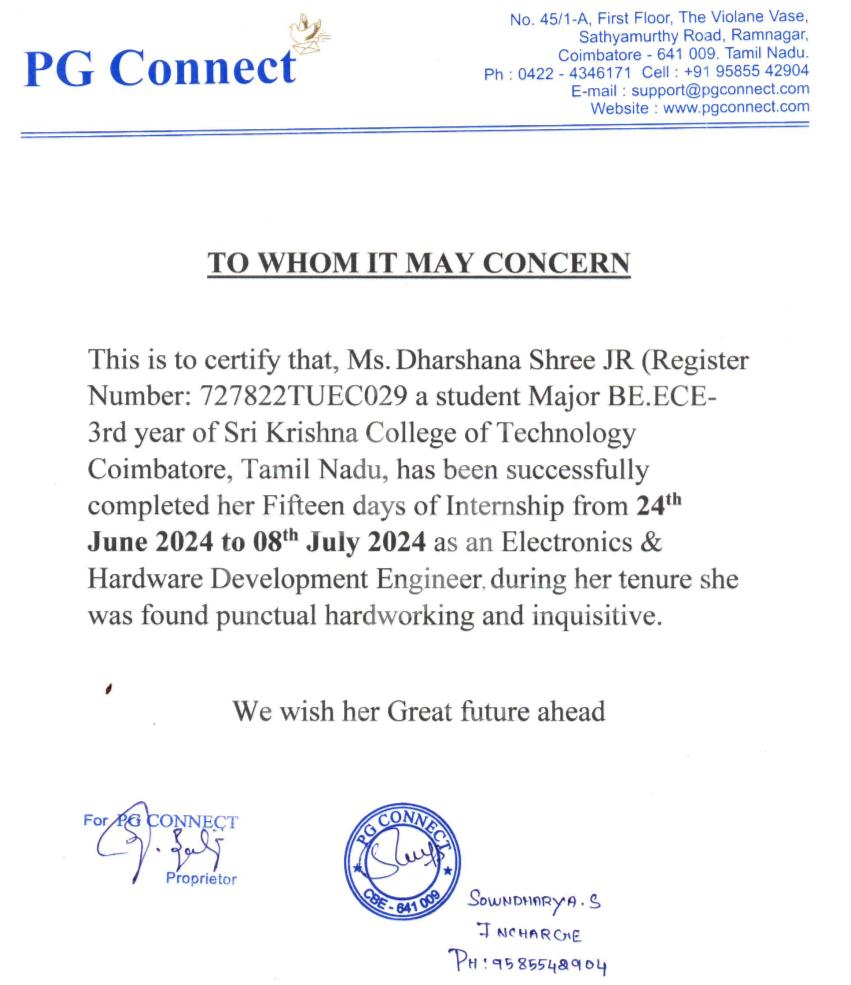 PG Connect
No. 45/1-A, First Floor, The Violane Vase,
Sathyamurthy Road, Ramnagar,
Coimbatore - 641 009. Tamil Nadu.
Ph : 0422 - 4346171 Cell : +91 95855 42904
E-mail : support@pgconnect.com
Website : www.pgconnect.com
TO WHOM IT MAY CONCERN
This is to certify that, Ms. Dharshana Shree JR (Register
Number: 727822TUEC029 a student Major BE.ECE-
3rd year of Sri Krishna College of Technology
Coimbatore, Tamil Nadu, has been successfully
completed her Fifteen days of Internship from 24th
June 2024 to 08th July 2024 as an Electronics &
Hardware Development Engineer, during her tenure she
was found punctual hardworking and inquisitive.
We wish her Great future ahead
For PG CONNECT
Proprietor
PG CONNECT
CBE - 641 009
SOWNDHARYA.S
INCHARGE
PH: 9585542904